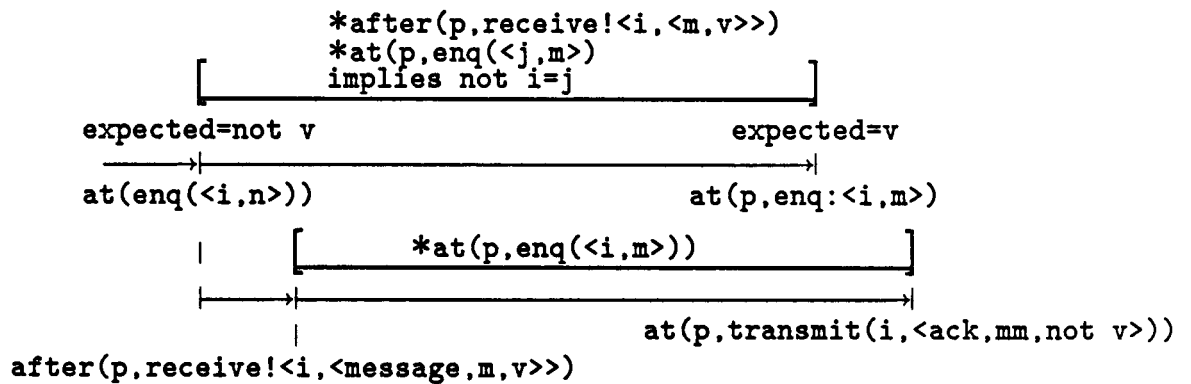 *after(p,receive!<i,<m,v>>)
*at(p,enq(<j,m>)
implies not i=j
expected=not v expected=v
at(enq(<i,n>)) at(p,enq:<i,m>)
*at(p,enq(<i,m>))
at(p,transmit(i,<ack,mm,not v>))
after(p,receive!<i,<message,m,v>>)